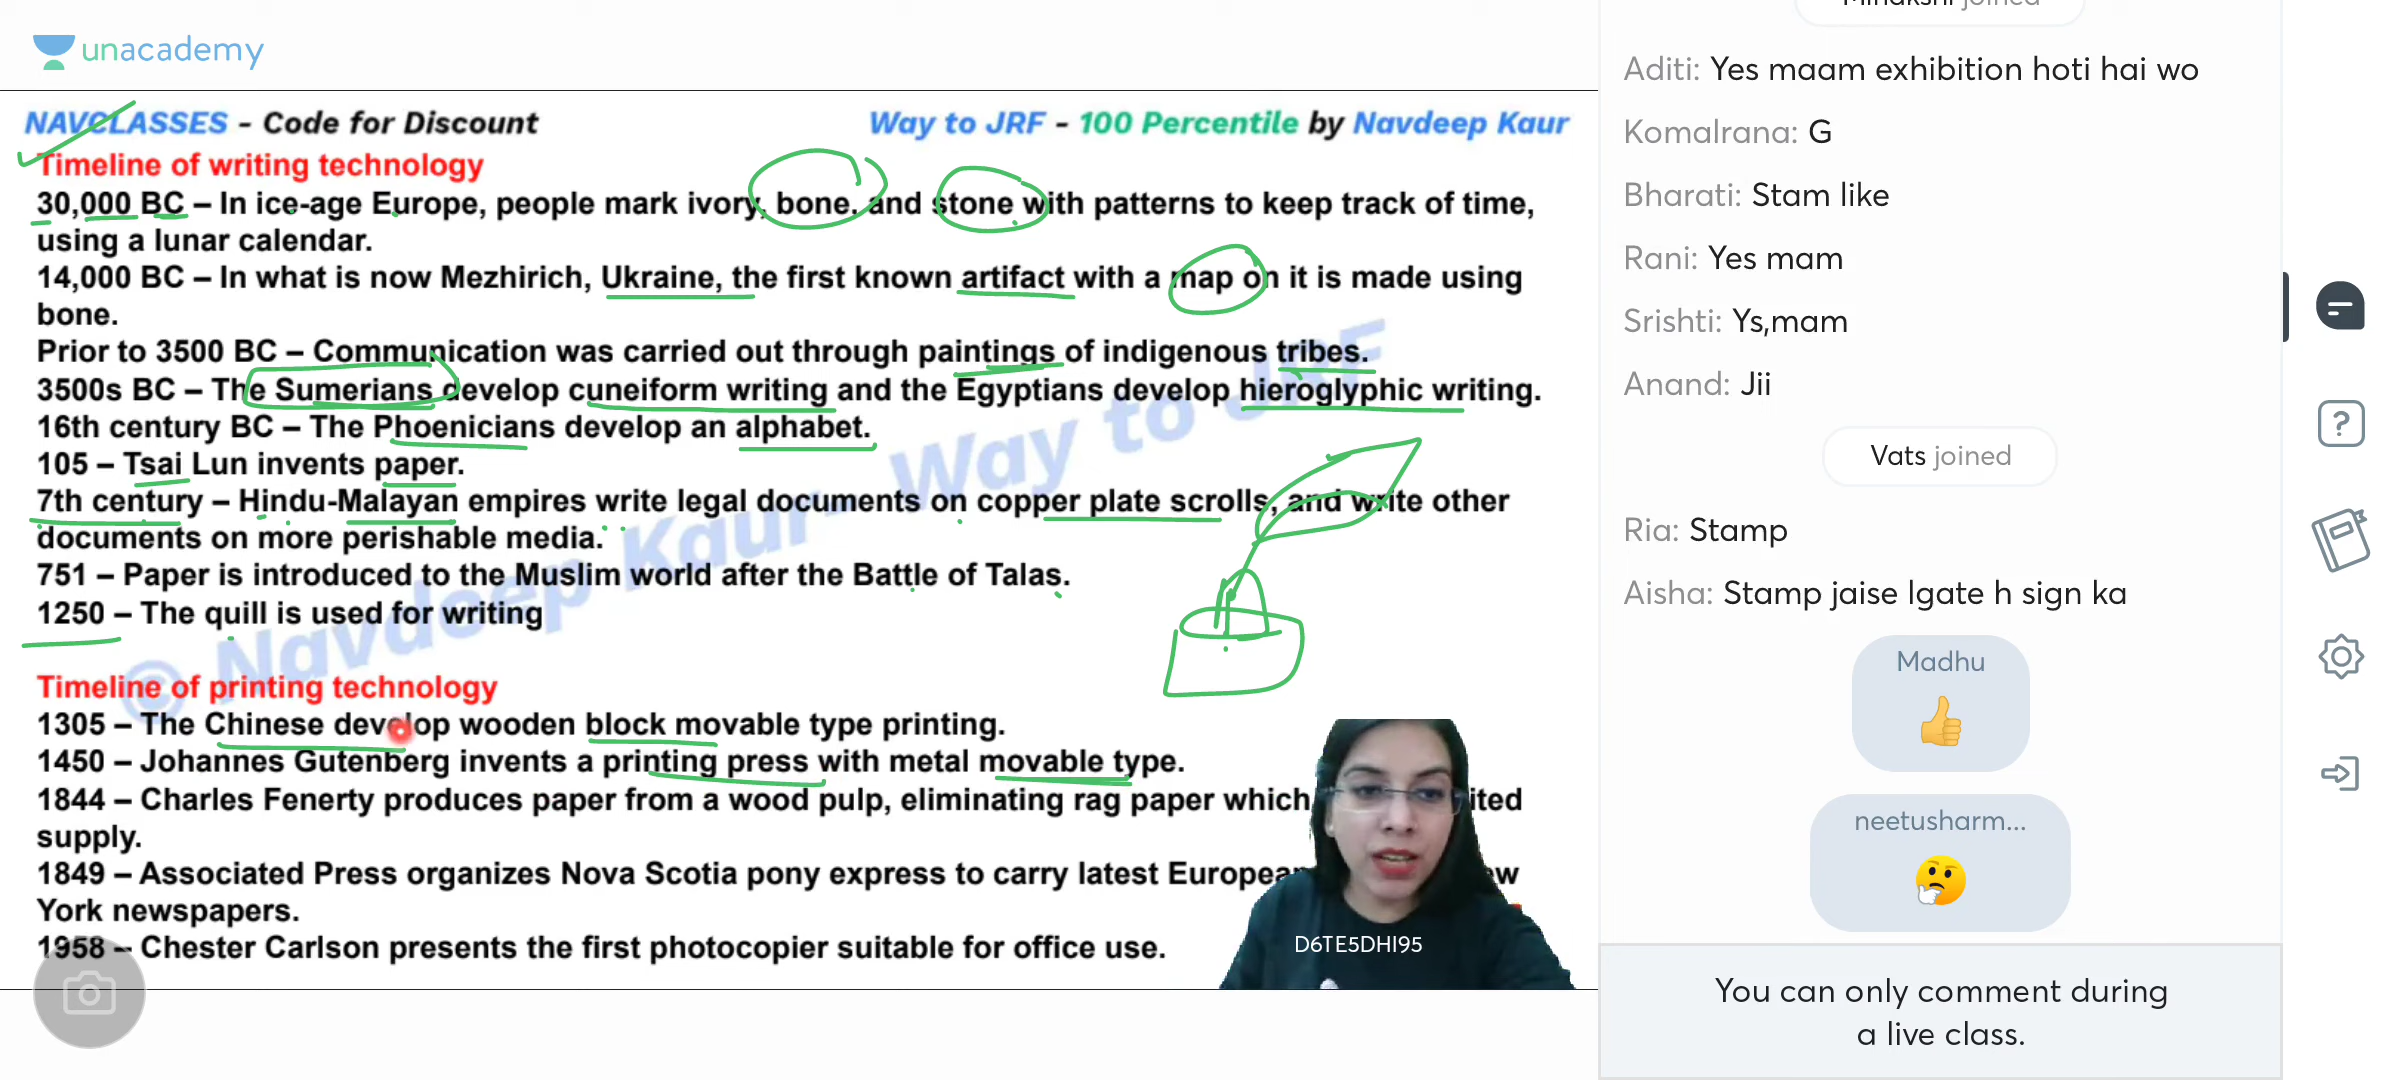 unacademy
NAVCLASSES - Code for Discount
Way to JRF - 100 Percentile by Navdeep Kaur
Timeline of writing technology
30,000 BC – In ice-age Europe, people mark ivory, bone, and stone with patterns to keep track of time,
using a lunar calendar.
14,000 BC – In what is now Mezhirich, Ukraine, the first known artifact with a map on it is made using
bone.
Prior to 3500 BC – Communication was carried out through paintings of indigenous tribes.
3500s BC – The Sumerians develop cuneiform writing and the Egyptians develop hieroglyphic writing.
16th century BC – The Phoenicians develop an alphabet.
105 – Tsai Lun invents paper.
7th century – Hindu-Malayan empires write legal documents on copper plate scrolls, and write other
documents on more perishable media.
751 – Paper is introduced to the Muslim world after the Battle of Talas.
1250 – The quill is used for writing
© Navdeep Kaur- Way to JRF
Timeline of printing technology
1305 – The Chinese develop wooden block movable type printing.
1450 – Johannes Gutenberg invents a printing press with metal movable type.
1844 – Charles Fenerty produces paper from a wood pulp, eliminating rag paper which
supply.
1849 – Associated Press organizes Nova Scotia pony express to carry latest European
York newspapers.
1958 – Chester Carlson presents the first photocopier suitable for office use.
D6TE5DHI95
Minakshi joined
Aditi: Yes maam exhibition hoti hai wo
Komalrana: G
Bharati: Stam like
Rani: Yes mam
Srishti: Ys,mam
Anand: Jii
Vats joined
Ria: Stamp
Aisha: Stamp jaise lgate h sign ka
Madhu
neetusharm...
You can only comment during
a live class.